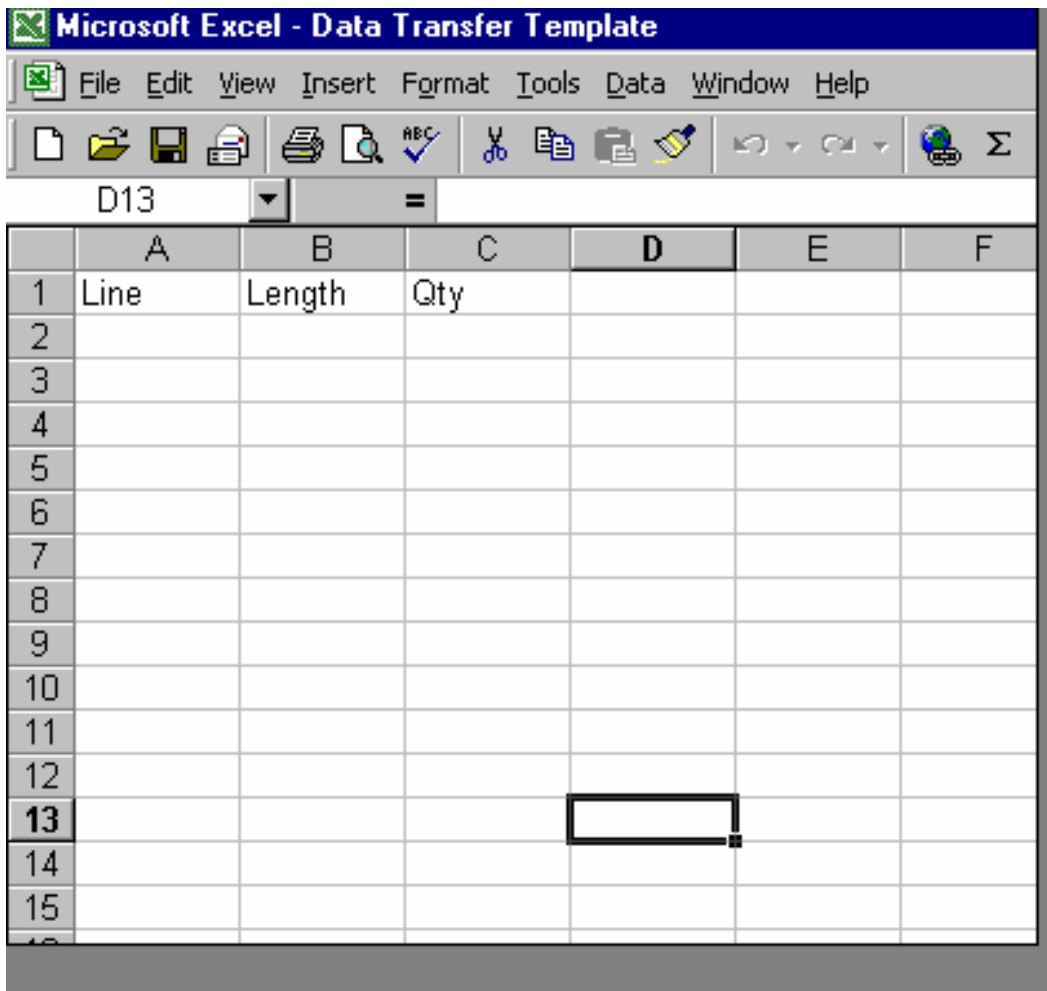 Microsoft Excel - Data Transfer Template
File Edit View Insert Format Tools Data Window Help
ABC Σ
D13 =
A B C D E F
1 Line Length Qty
2
3
4
5
6
7
8
9
10
11
12
13
14
15